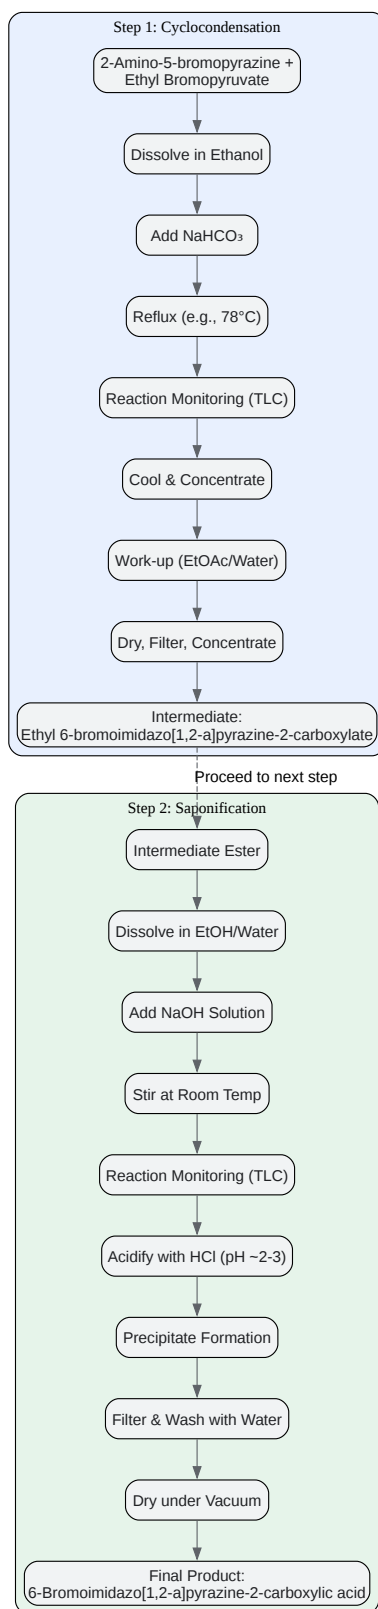 Step 1: Cyclocondensation
2-Amino-5-bromopyrazine +
Ethyl Bromopyruvate
Dissolve in Ethanol
Add NaHCO₃
Reflux (e.g., 78°C)
Reaction Monitoring (TLC)
Cool & Concentrate
Work-up (EtOAc/Water)
Dry, Filter, Concentrate
Intermediate:
Ethyl 6-bromoimidazo[1,2-a]pyrazine-2-carboxylate
Proceed to next step
Step 2: Saponification
Intermediate Ester
Dissolve in EtOH/Water
Add NaOH Solution
Stir at Room Temp
Reaction Monitoring (TLC)
Acidify with HCl (pH ~2-3)
Precipitate Formation
Filter & Wash with Water
Dry under Vacuum
Final Product:
6-Bromoimidazo[1,2-a]pyrazine-2-carboxylic acid